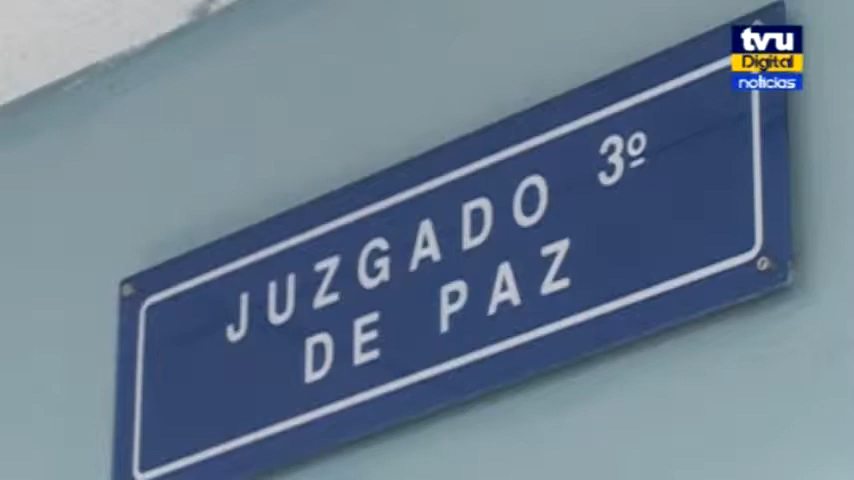 tvu
Digital
noticias
JUZGADO 3º
DE PAZ